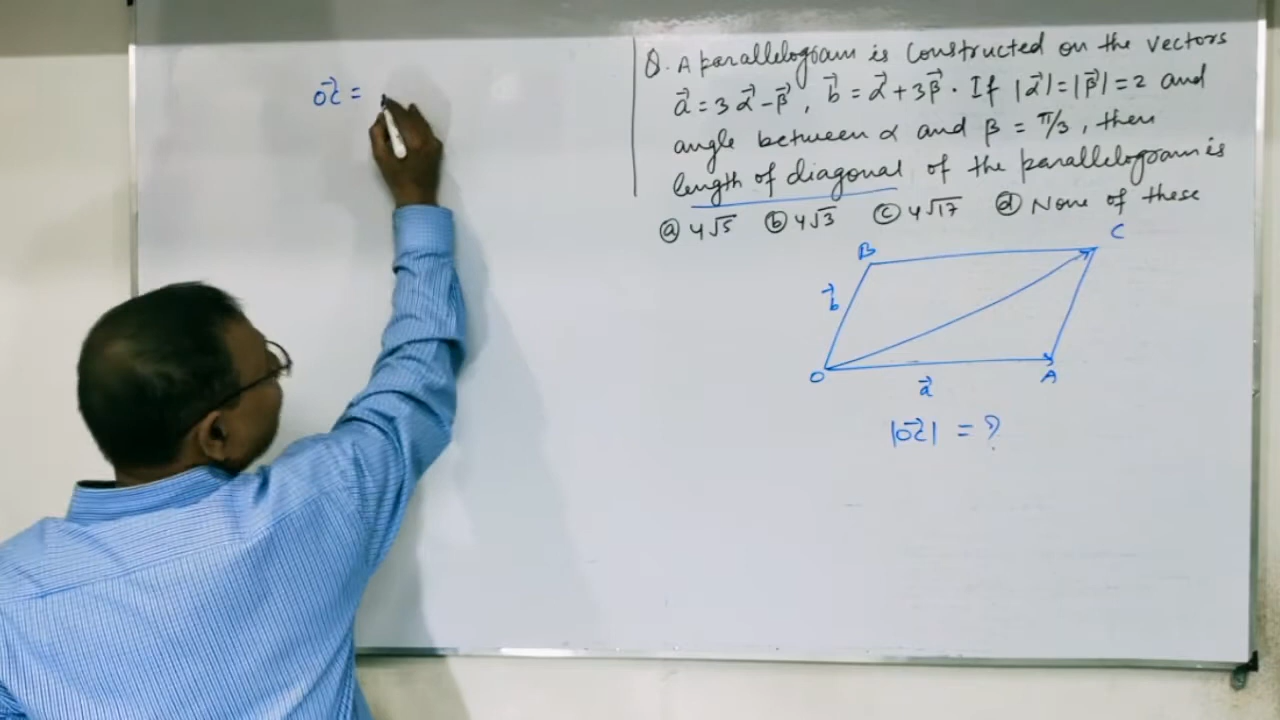 OC⃗ =
Q. A parallelogram is constructed on the vectors
a⃗ = 3α⃗ - β⃗ , b⃗ = α⃗ + 3β⃗ . If |α⃗| = |β⃗| = 2 and
angle between α and β = π/3, then
length of diagonal of the parallelogram is
ⓐ 4√5 ⓑ 4√3 ⓒ 4√17 ⓓ None of these
B C
b⃗
O A
a⃗
|OC⃗| = ?